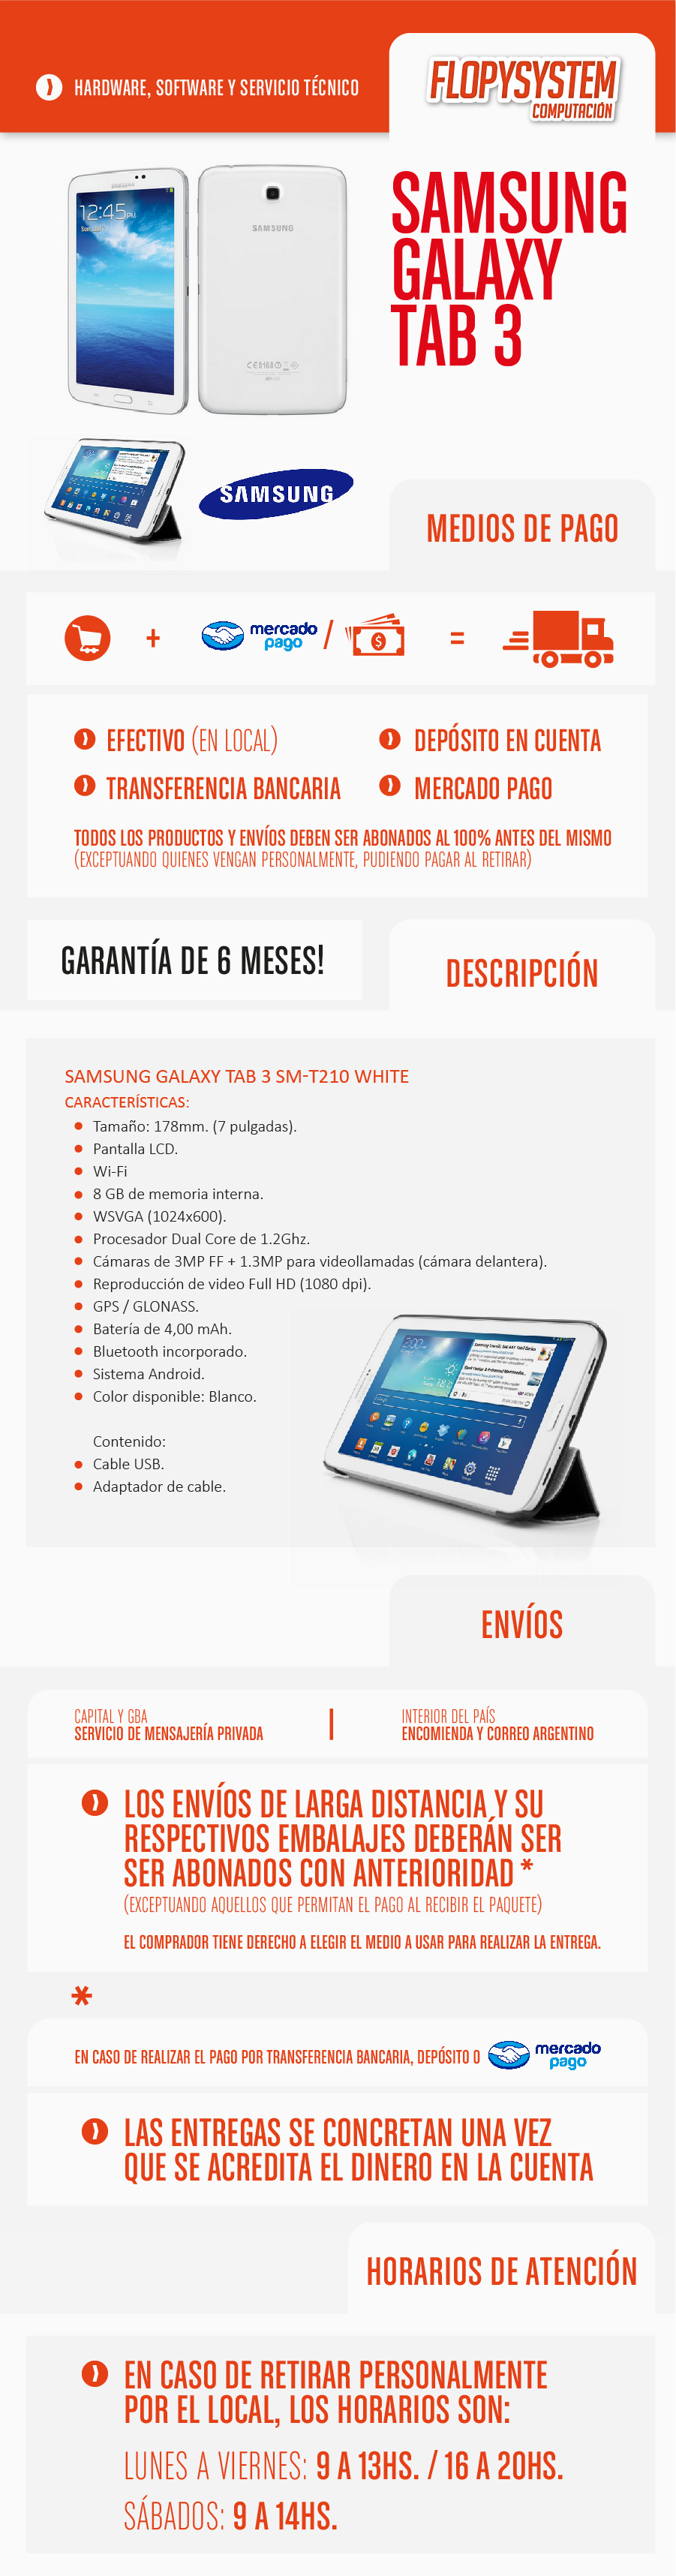 HARDWARE, SOFTWARE Y SERVICIO TÉCNICO
FLOPYSYSTEM
COMPUTACIÓN
12:45PM
SAMSUNG
SAMSUNG
GALAXY
TAB 3
SAMSUNG
MEDIOS DE PAGO
+ mercado pago / $ =
EFECTIVO (EN LOCAL)
DEPÓSITO EN CUENTA
TRANSFERENCIA BANCARIA
MERCADO PAGO
TODOS LOS PRODUCTOS Y ENVÍOS DEBEN SER ABONADOS AL 100% ANTES DEL MISMO
(EXCEPTUANDO QUIENES VENGAN PERSONALMENTE, PUDIENDO PAGAR AL RETIRAR)
GARANTÍA DE 6 MESES!
DESCRIPCIÓN
SAMSUNG GALAXY TAB 3 SM-T210 WHITE
CARACTERÍSTICAS:
Tamaño: 178mm. (7 pulgadas).
Pantalla LCD.
Wi-Fi
8 GB de memoria interna.
WSVGA (1024x600).
Procesador Dual Core de 1.2Ghz.
Cámaras de 3MP FF + 1.3MP para videollamadas (cámara delantera).
Reproducción de video Full HD (1080 dpi).
GPS / GLONASS.
Batería de 4,00 mAh.
Bluetooth incorporado.
Sistema Android.
Color disponible: Blanco.
Contenido:
Cable USB.
Adaptador de cable.
ENVÍOS
CAPITAL Y GBA
SERVICIO DE MENSAJERÍA PRIVADA
INTERIOR DEL PAÍS
ENCOMIENDA Y CORREO ARGENTINO
LOS ENVÍOS DE LARGA DISTANCIA Y SU
RESPECTIVOS EMBALAJES DEBERÁN SER
SER ABONADOS CON ANTERIORIDAD *
(EXCEPTUANDO AQUELLOS QUE PERMITAN EL PAGO AL RECIBIR EL PAQUETE)
EL COMPRADOR TIENE DERECHO A ELEGIR EL MEDIO A USAR PARA REALIZAR LA ENTREGA.
*
EN CASO DE REALIZAR EL PAGO POR TRANSFERENCIA BANCARIA, DEPÓSITO O mercado pago
LAS ENTREGAS SE CONCRETAN UNA VEZ
QUE SE ACREDITA EL DINERO EN LA CUENTA
HORARIOS DE ATENCIÓN
EN CASO DE RETIRAR PERSONALMENTE
POR EL LOCAL, LOS HORARIOS SON:
LUNES A VIERNES: 9 A 13HS. / 16 A 20HS.
SÁBADOS: 9 A 14HS.